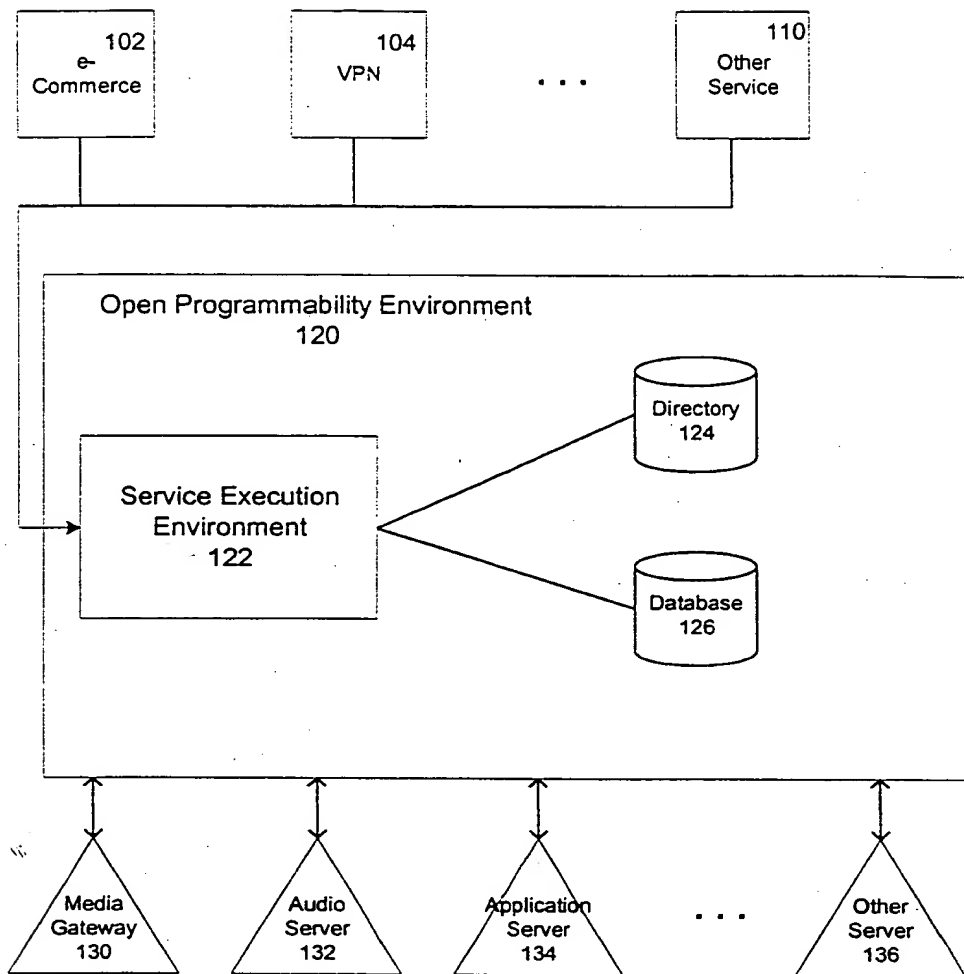 102
e-
Commerce
104
VPN
. . .
110
Other
Service
Open Programmability Environment
120
Directory
124
Service Execution
Environment
122
Database
126
Media
Gateway
130
Audio
Server
132
Application
Server
134
. . .
Other
Server
136